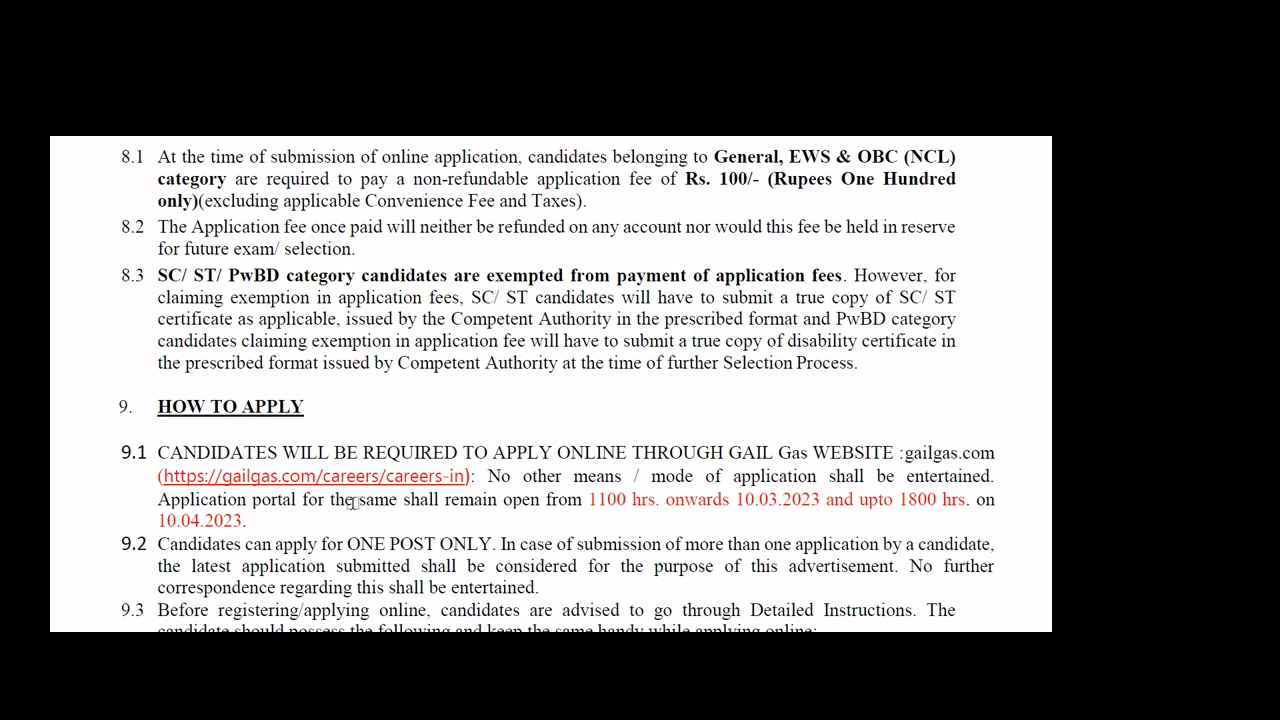 8.1 At the time of submission of online application, candidates belonging to General, EWS & OBC (NCL)
category are required to pay a non-refundable application fee of Rs. 100/- (Rupees One Hundred
only)(excluding applicable Convenience Fee and Taxes).
8.2 The Application fee once paid will neither be refunded on any account nor would this fee be held in reserve
for future exam/ selection.
8.3 SC/ ST/ PwBD category candidates are exempted from payment of application fees. However, for
claiming exemption in application fees, SC/ ST candidates will have to submit a true copy of SC/ ST
certificate as applicable, issued by the Competent Authority in the prescribed format and PwBD category
candidates claiming exemption in application fee will have to submit a true copy of disability certificate in
the prescribed format issued by Competent Authority at the time of further Selection Process.
9. HOW TO APPLY
9.1 CANDIDATES WILL BE REQUIRED TO APPLY ONLINE THROUGH GAIL Gas WEBSITE :gailgas.com
(https://gailgas.com/careers/careers-in): No other means / mode of application shall be entertained.
Application portal for the same shall remain open from 1100 hrs. onwards 10.03.2023 and upto 1800 hrs. on
10.04.2023.
9.2 Candidates can apply for ONE POST ONLY. In case of submission of more than one application by a candidate,
the latest application submitted shall be considered for the purpose of this advertisement. No further
correspondence regarding this shall be entertained.
9.3 Before registering/applying online, candidates are advised to go through Detailed Instructions. The
candidate should possess the following and keep the same handy while applying online: